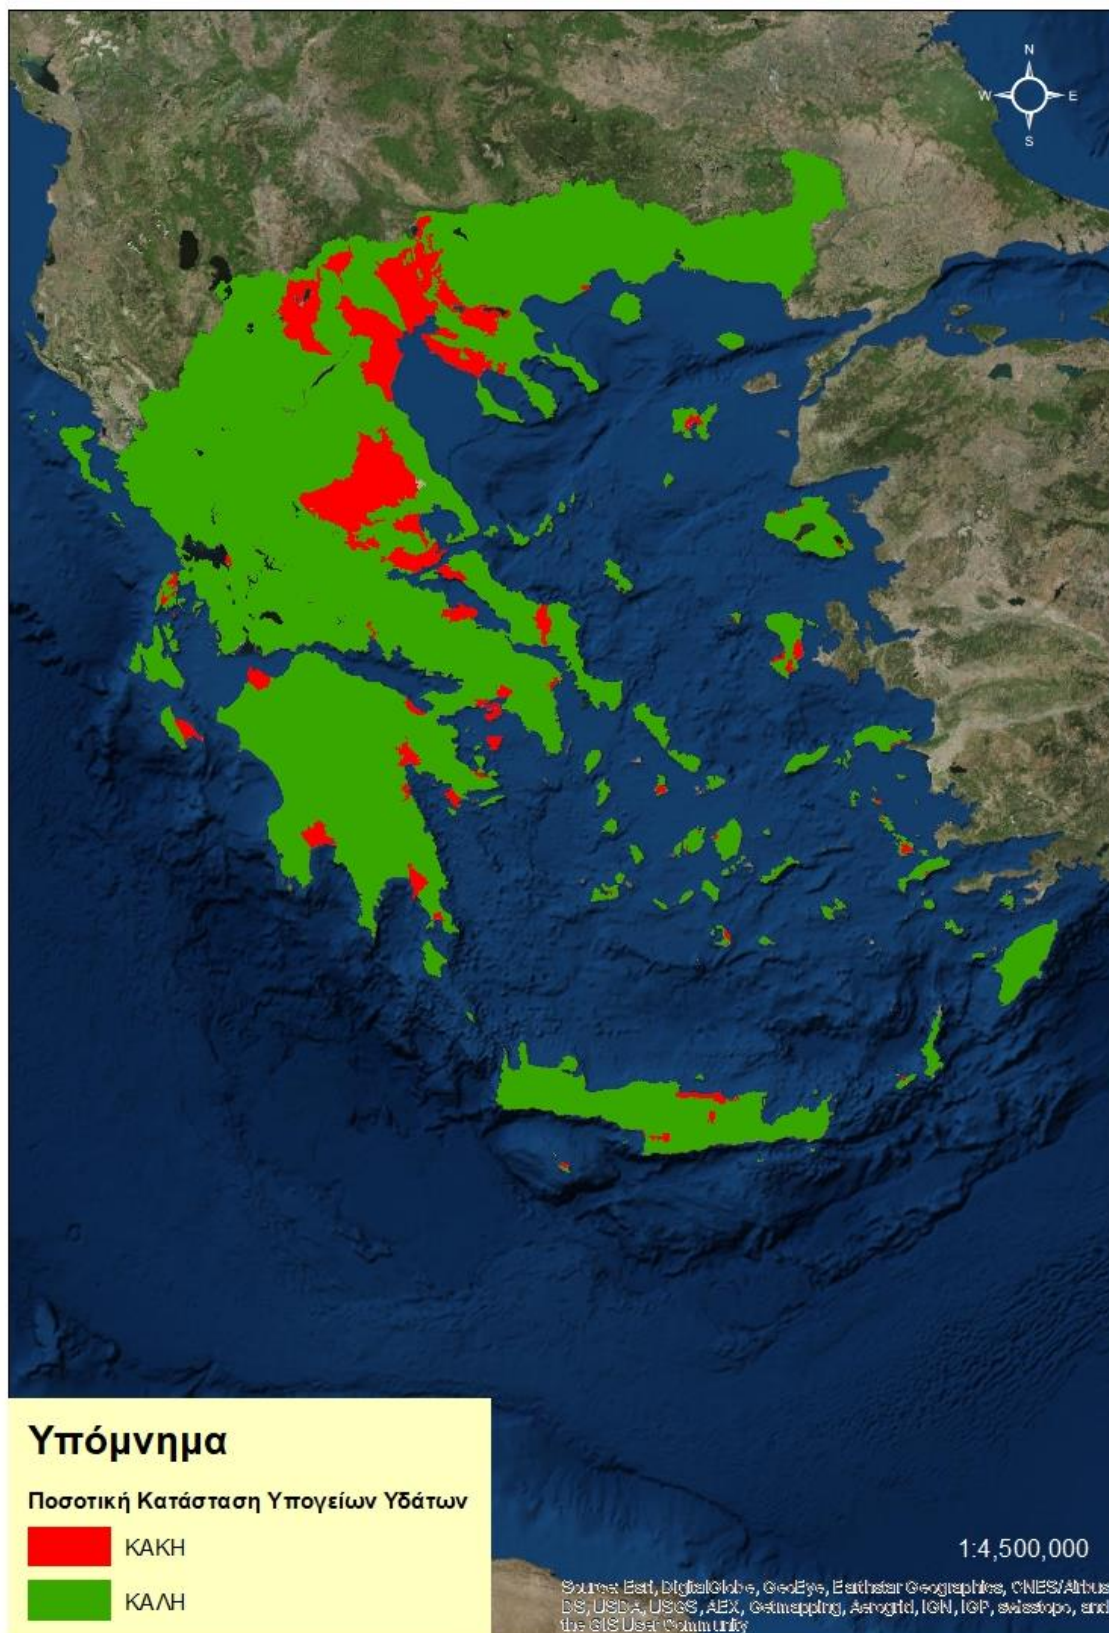 N
W E
S
Υπόμνημα
Ποσοτική Κατάσταση Υπογείων Υδάτων
ΚΑΚΗ
ΚΑΛΗ
1:4,500,000
Source: Esri, DigitalGlobe, GeoEye, Earthstar Geographics, CNES/Airbus
DS, USDA, USGS, AEX, Getmapping, Aerogrid, IGN, IGP, swisstopo, and
the GIS User Community